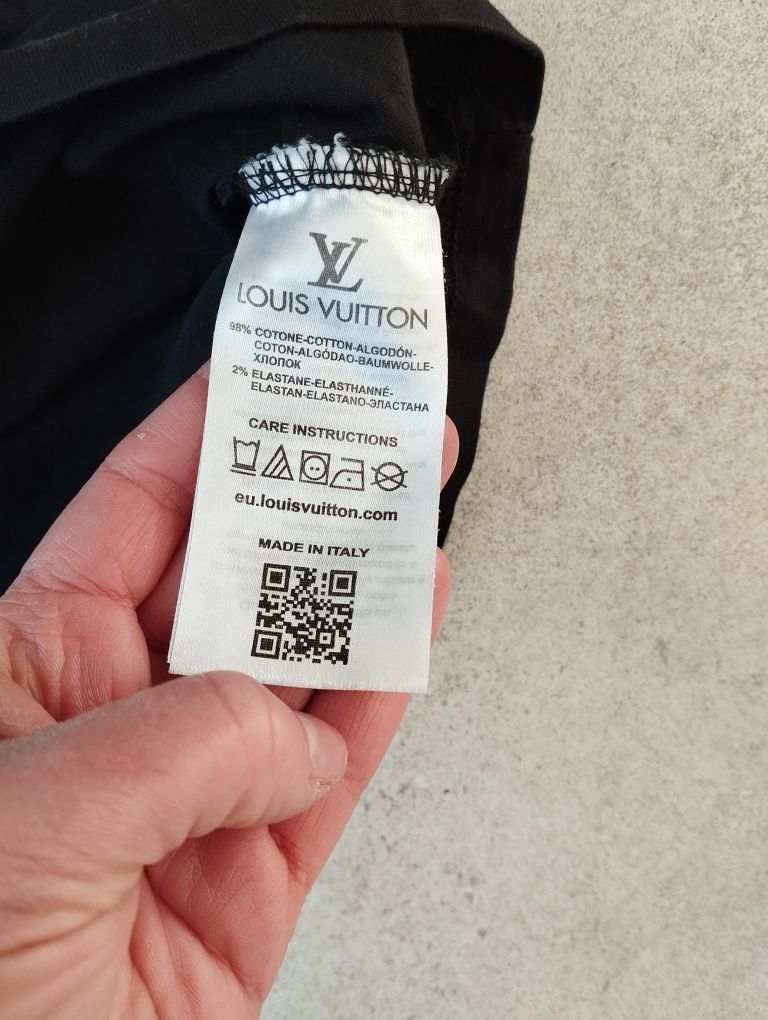 LV
LOUIS VUITTON
98% COTONE-COTTON-ALGODÓN-
COTON-ALGÓDAO-BAUMWOLLE-
ХЛОПОК
2% ELASTANE-ELASTHANNÉ-
ELASTAN-ELASTANO-ЭЛАСТАНА
CARE INSTRUCTIONS
eu.louisvuitton.com
MADE IN ITALY